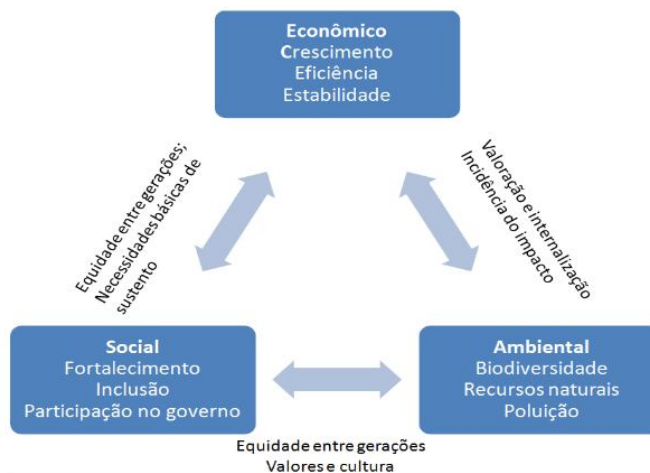 Econômico
Crescimento
Eficiência
Estabilidade
Equidade entre gerações;
Necessidades básicas de
sustento
Valoração e internalização
Incidência do impacto
Social
Fortalecimento
Inclusão
Participação no governo
Ambiental
Biodiversidade
Recursos naturais
Poluição
Equidade entre gerações
Valores e cultura